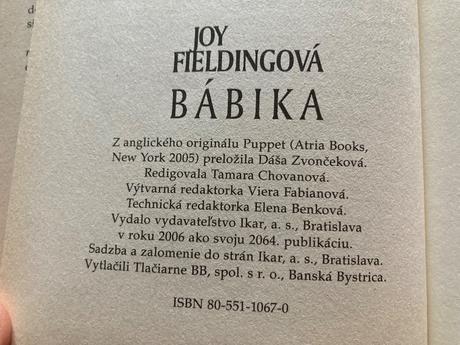 JOY
FIELDINGOVÁ
BÁBIKA
Z anglického originálu Puppet (Atria Books,
New York 2005) preložila Dáša Zvončeková.
Redigovala Tamara Chovanová.
Výtvarná redaktorka Viera Fabianová.
Technická redaktorka Elena Benková.
Vydalo vydavateľstvo Ikar, a. s., Bratislava
v roku 2006 ako svoju 2064. publikáciu.
Sadzba a zalomenie do strán Ikar, a. s., Bratislava.
Vytlačili Tlačiarne BB, spol. s r. o., Banská Bystrica.
ISBN 80-551-1067-0